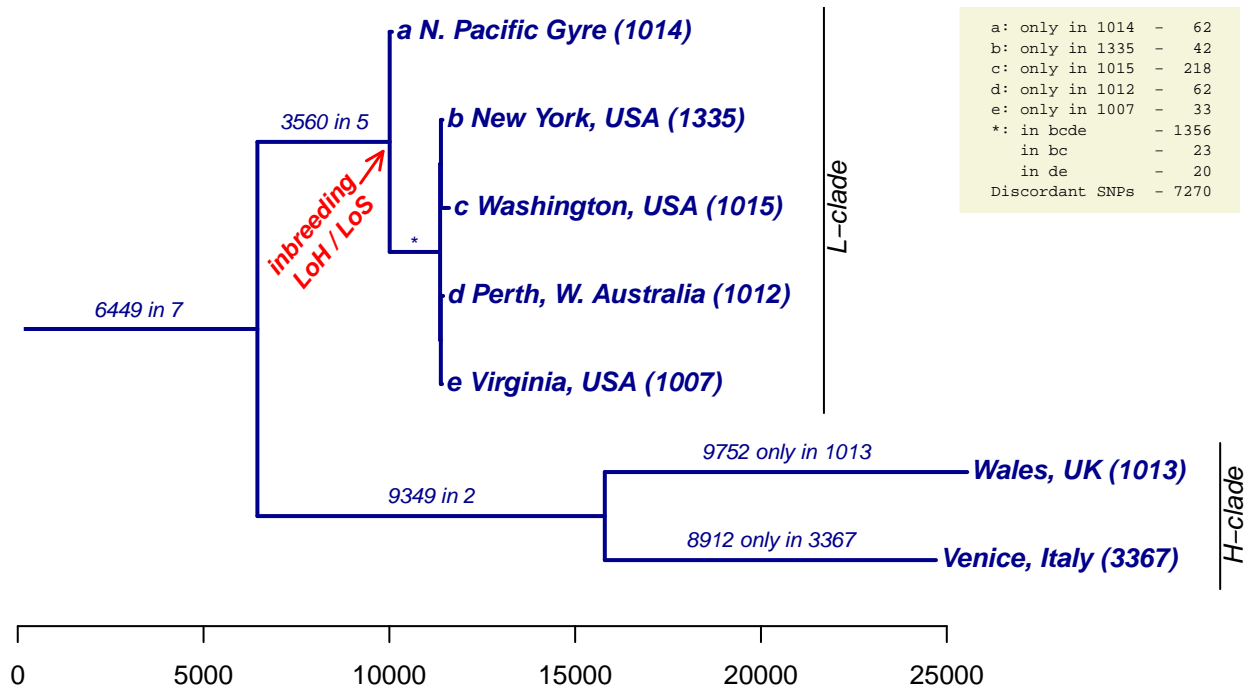 a N. Pacific Gyre (1014)
3560 in 5
b New York, USA (1335)
inbreeding
LoH / LoS
c Washington, USA (1015)
*
6449 in 7
d Perth, W. Australia (1012)
e Virginia, USA (1007)
L−clade
a: only in 1014 − 62
b: only in 1335 − 42
c: only in 1015 − 218
d: only in 1012 − 62
e: only in 1007 − 33
*: in bcde − 1356
in bc − 23
in de − 20
Discordant SNPs − 7270
9752 only in 1013
Wales, UK (1013)
9349 in 2
8912 only in 3367
Venice, Italy (3367)
H−clade
0 5000 10000 15000 20000 25000